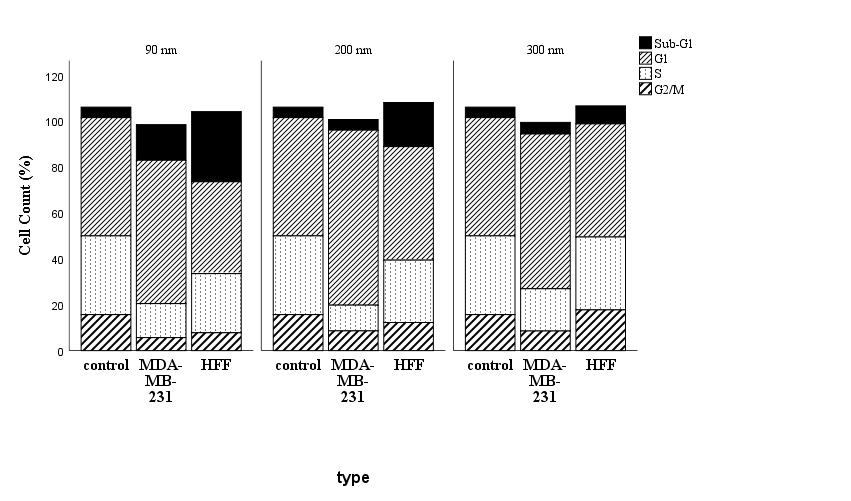 90 nm
200 nm
300 nm
Sub-G1
G1
S
G2/M
120
100
80
60
40
20
0
Cell Count (%)
control
MDA-
MB-
231
HFF
control
MDA-
MB-
231
HFF
control
MDA-
MB-
231
HFF
type